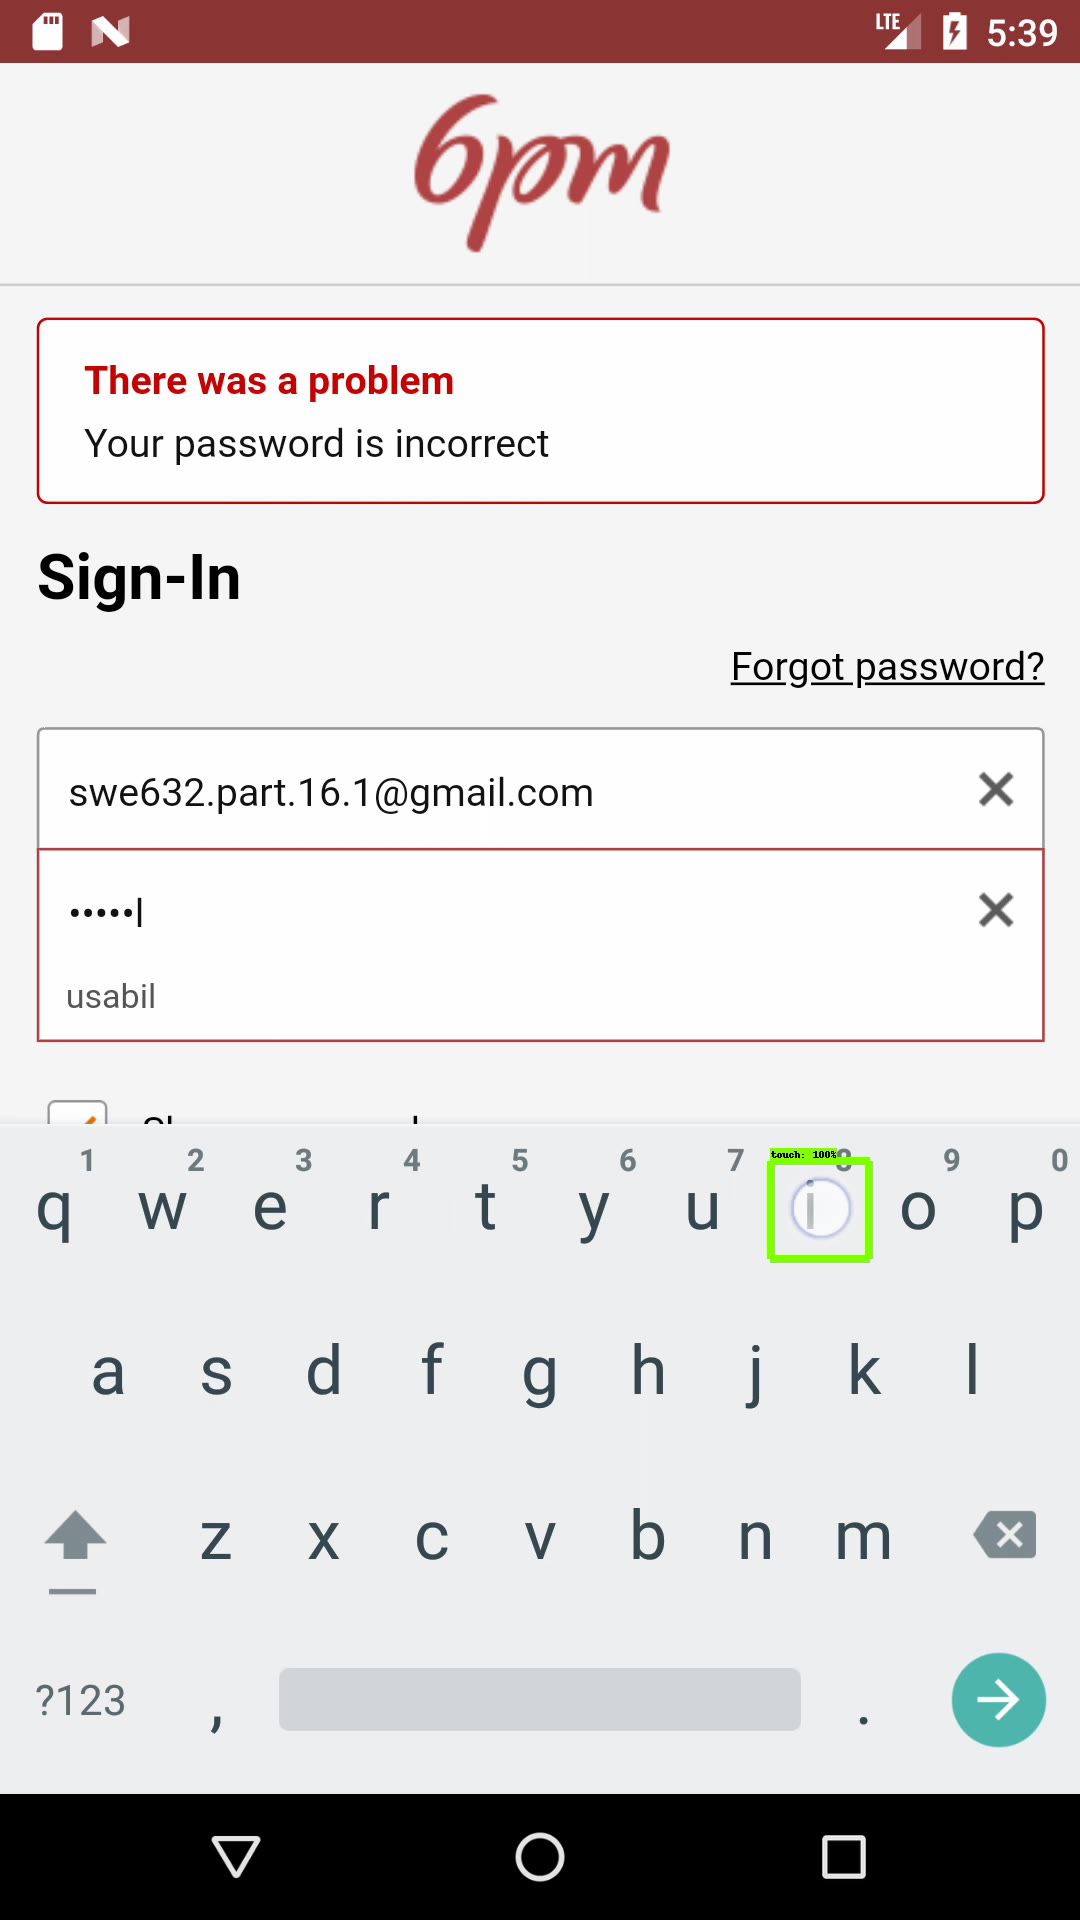 LTE 5:39
6pm
There was a problem
Your password is incorrect
Sign-In
Forgot password?
swe632.part.16.1@gmail.com
•••••
usabil
touch: 100%
1 2 3 4 5 6 7 8 9 0
q w e r t y u i o p
a s d f g h j k l
z x c v b n m
?123 , .